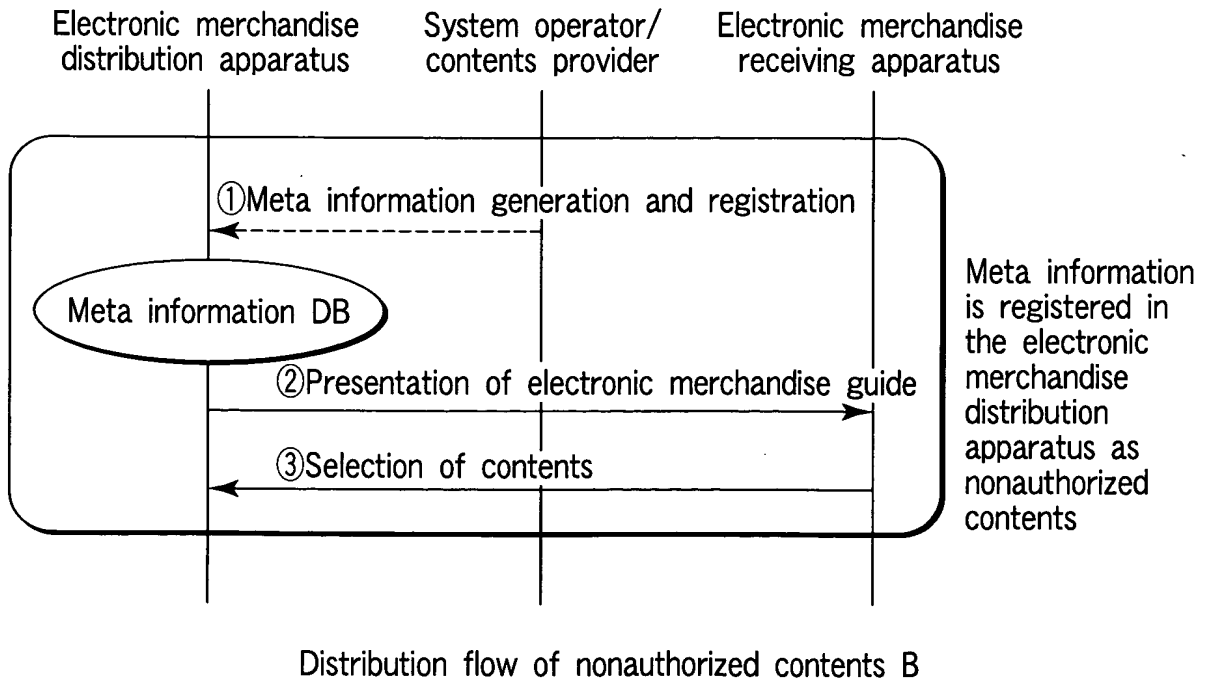 Electronic merchandise
distribution apparatus
System operator/
contents provider
Electronic merchandise
receiving apparatus
①Meta information generation and registration
Meta information DB
②Presentation of electronic merchandise guide
③Selection of contents
Meta information
is registered in
the electronic
merchandise
distribution
apparatus as
nonauthorized
contents
Distribution flow of nonauthorized contents B